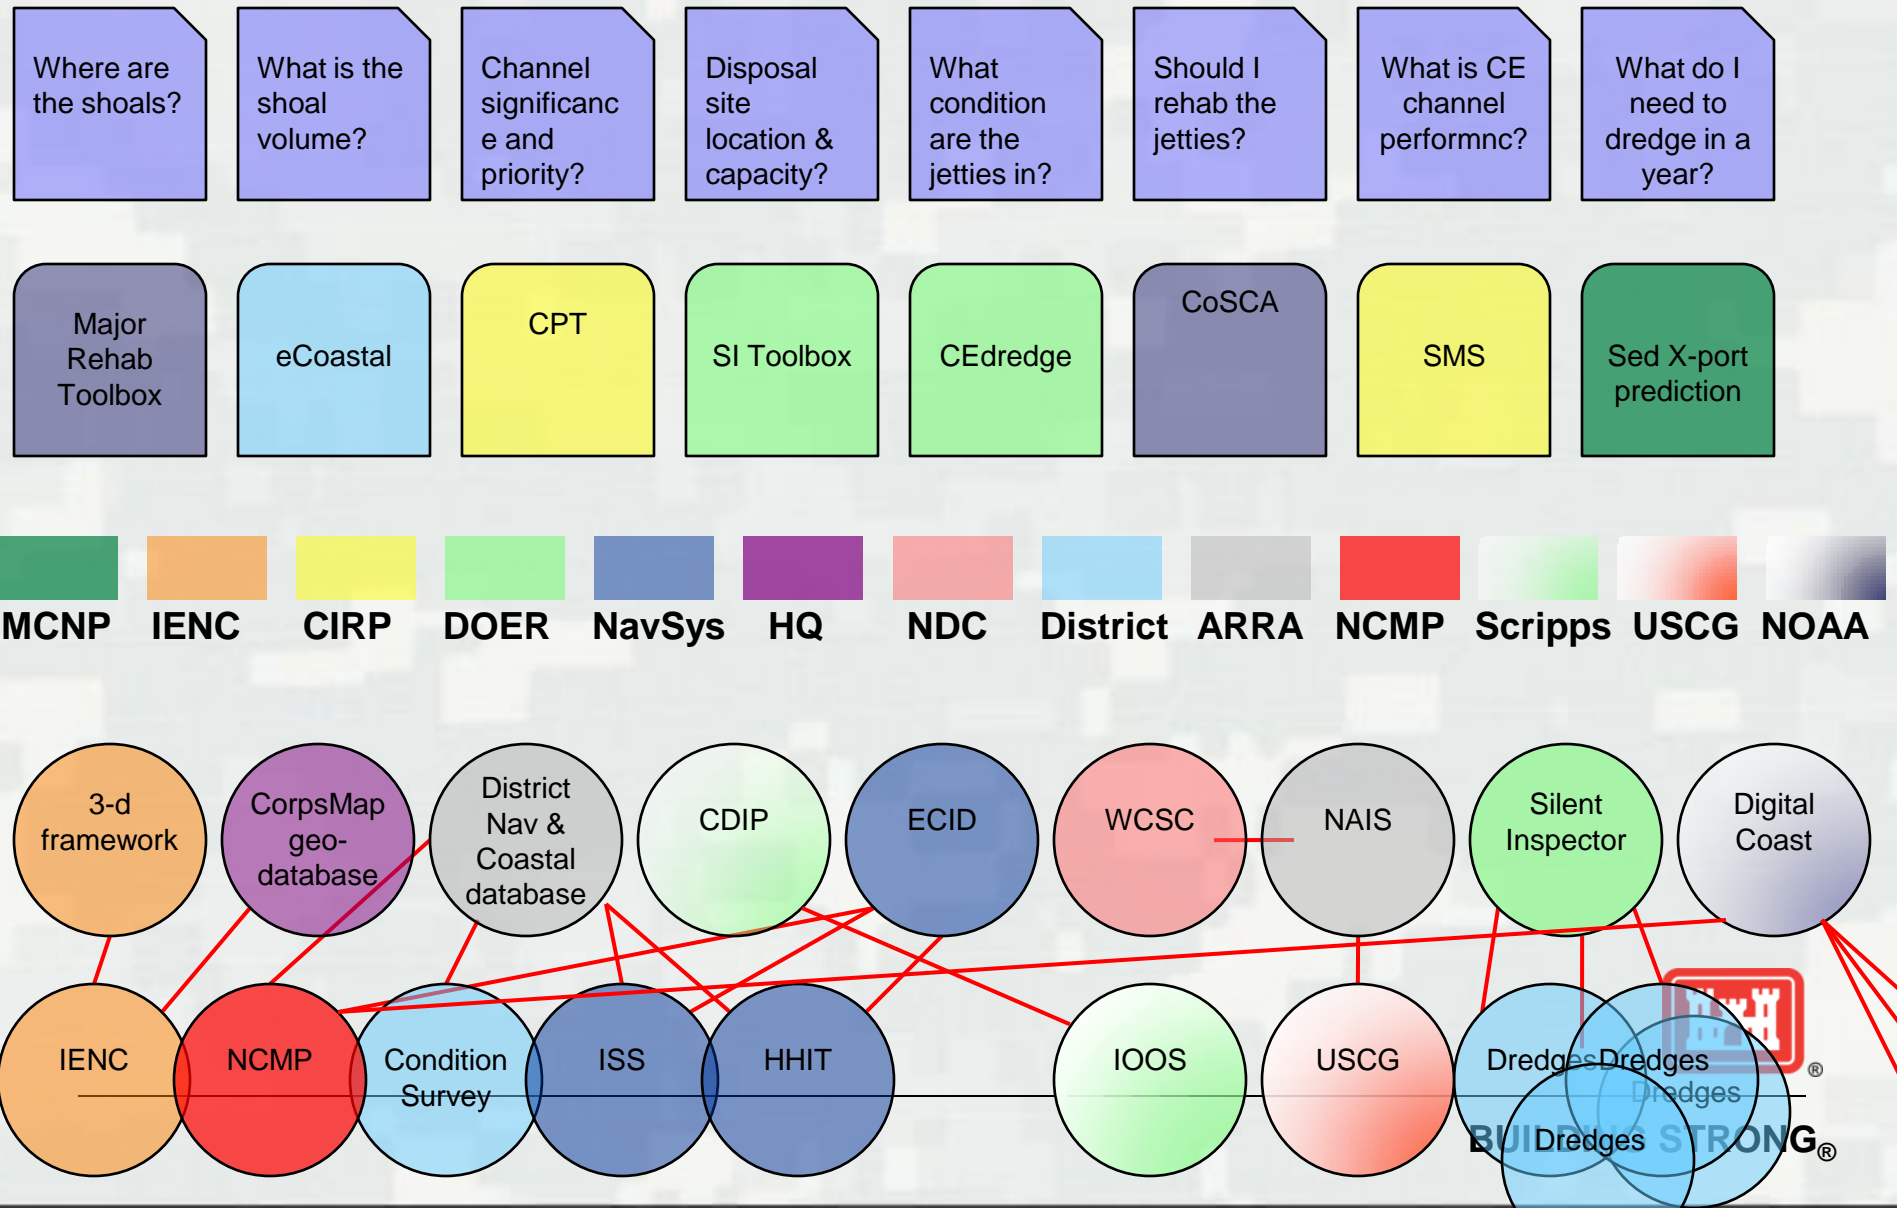 Where are
the shoals?
What is the
shoal
volume?
Channel
significanc
e and
priority?
Disposal
site
location &
capacity?
What
condition
are the
jetties in?
Should I
rehab the
jetties?
What is CE
channel
performnc?
What do I
need to
dredge in a
year?
Major
Rehab
Toolbox
eCoastal
CPT
SI Toolbox
CEdredge
CoSCA
SMS
Sed X-port
prediction
MCNP
IENC
CIRP
DOER
NavSys
HQ
NDC
District
ARRA
NCMP
Scripps
USCG
NOAA
3-d
framework
CorpsMap
geo-
database
District
Nav &
Coastal
database
CDIP
ECID
WCSC
NAIS
Silent
Inspector
Digital
Coast
IENC
NCMP
Condition
Survey
ISS
HHIT
IOOS
USCG
Dredges
Dredges
Dredges
Dredges
®
BUILDING STRONG®